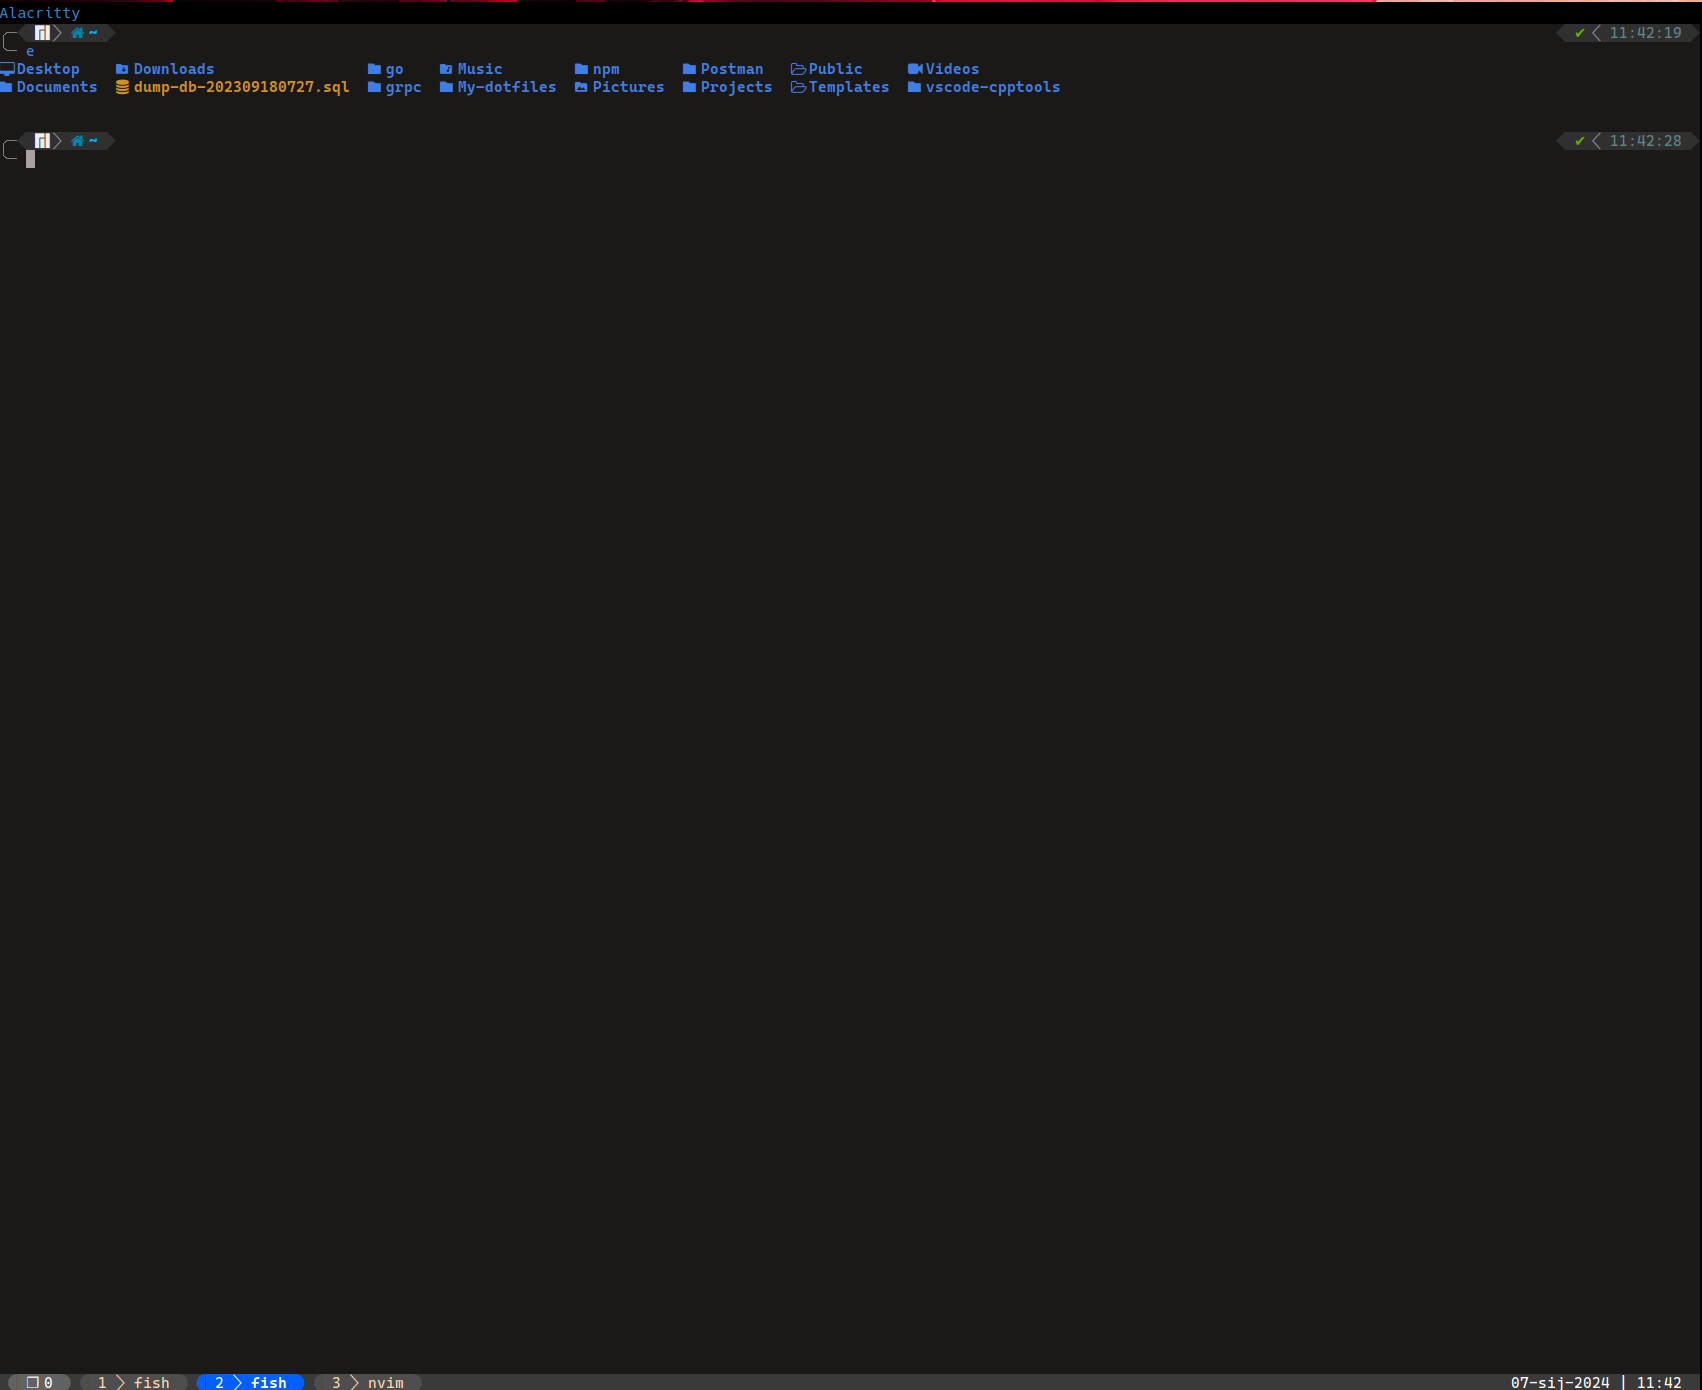 Alacritty
~ ✔ 11:42:19
e
Desktop Downloads go Music npm Postman Public Videos
Documents dump-db-202309180727.sql grpc My-dotfiles Pictures Projects Templates vscode-cpptools
~ ✔ 11:42:28
❐ 0 1 fish 2 fish 3 nvim 07-sij-2024 | 11:42